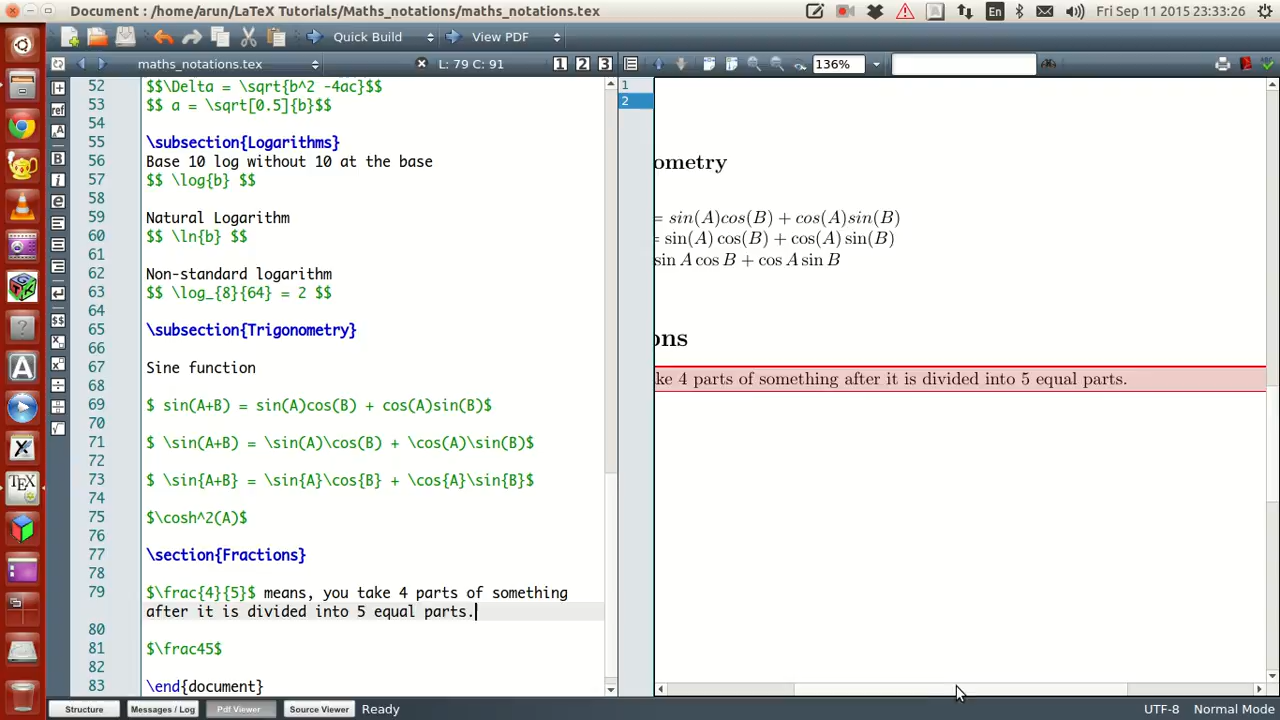 Document : /home/arun/LaTeX Tutorials/Maths_notations/maths_notations.tex
En
Fri Sep 11 2015 23:33:26
Quick Build
View PDF
maths_notations.tex
L: 79 C: 91
1 2 3
136%
52 $$\Delta = \sqrt{b^2 -4ac}$$
53 $$ a = \sqrt[0.5]{b}$$
54
55 \subsection{Logarithms}
56 Base 10 log without 10 at the base
57 $$ \log{b} $$
58
59 Natural Logarithm
60 $$ \ln{b} $$
61
62 Non-standard logarithm
63 $$ \log_{8}{64} = 2 $$
64
65 \subsection{Trigonometry}
66
67 Sine function
68
69 $ sin(A+B) = sin(A)cos(B) + cos(A)sin(B)$
70
71 $ \sin(A+B) = \sin(A)\cos(B) + \cos(A)\sin(B)$
72
73 $ \sin{A+B} = \sin{A}\cos{B} + \cos{A}\sin{B}$
74
75 $\cosh^2(A)$
76
77 \section{Fractions}
78
79 $\frac{4}{5}$ means, you take 4 parts of something
after it is divided into 5 equal parts.
80
81 $\frac45$
82
83 \end{document}
1
2
ometry
= sin(A)cos(B) + cos(A)sin(B)
= sin(A) cos(B) + cos(A) sin(B)
sin A cos B + cos A sin B
ons
ke 4 parts of something after it is divided into 5 equal parts.
Structure
Messages / Log
Pdf Viewer
Source Viewer
Ready
UTF-8
Normal Mode